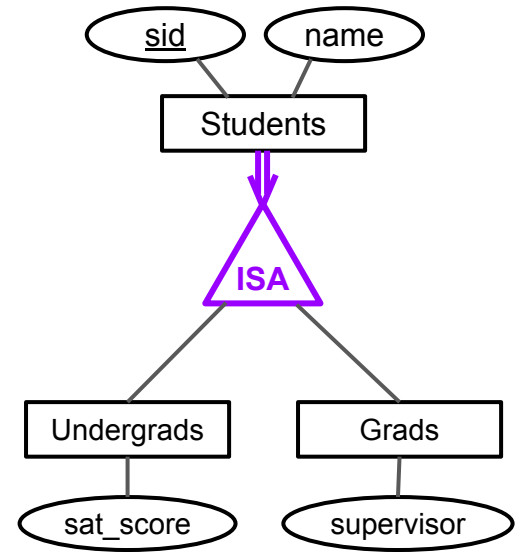 sid
name
Students
ISA
Undergrads
Grads
sat_score
supervisor